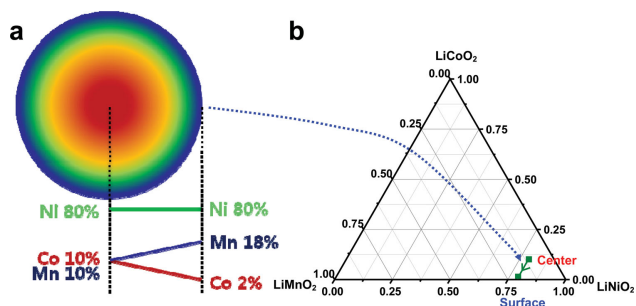 a
b
LiCoO₂
0.00 1.00
0.25
0.75
0.50
0.50
0.75
0.25
Center
1.00
0.00
LiMnO₂
LiNiO₂
0.00
0.25
0.50
0.75
1.00
Surface
Ni 80%
Ni 80%
Mn 18%
Co 10%
Mn 10%
Co 2%